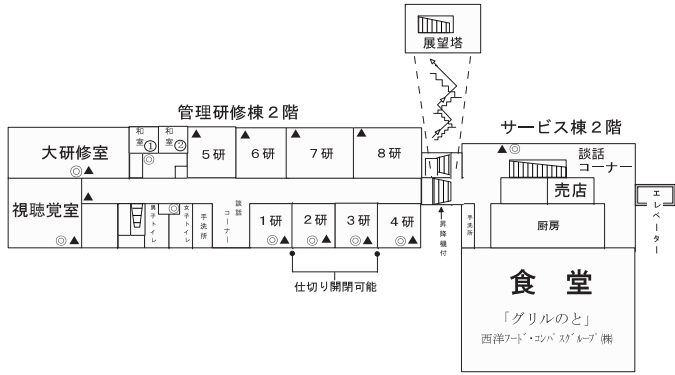 展望塔
管理研修棟２階
サービス棟２階
大研修室
和室①
和室②
５研
６研
７研
８研
談話
コーナー
視聴覚室
男子トイレ
女子トイレ
手洗所
談話コーナー
１研
２研
３研
４研
昇降機付
手洗所
売店
厨房
エレベーター
仕切り開閉可能
食堂
「グリルのと」
西洋ﾌｰﾄﾞ･ｺﾝﾊﾟｽｸﾞﾙｰﾌﾟ㈱